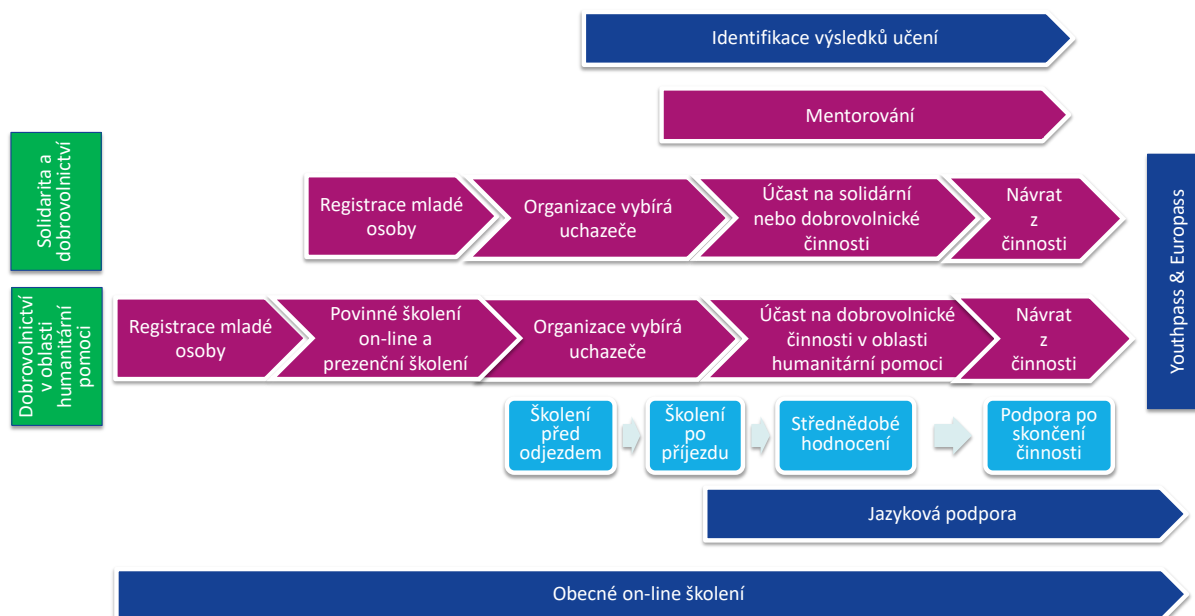 Identifikace výsledků učení
Mentorování
Solidarita a
dobrovolnictví
Registrace mladé
osoby
Organizace vybírá
uchazeče
Účast na solidární
nebo dobrovolnické
činnosti
Návrat
z
činnosti
Youthpass & Europass
Dobrovolnictví
v oblasti
humanitární
pomoci
Registrace mladé
osoby
Povinné školení
on-line a
prezenční školení
Organizace vybírá
uchazeče
Účast na dobrovolnické
činnosti v oblasti
humanitární pomoci
Návrat
z
činnosti
Školení
před
odjezdem
Školení
po
příjezdu
Střednědobé
hodnocení
Podpora po
skončení
činnosti
Jazyková podpora
Obecné on-line školení